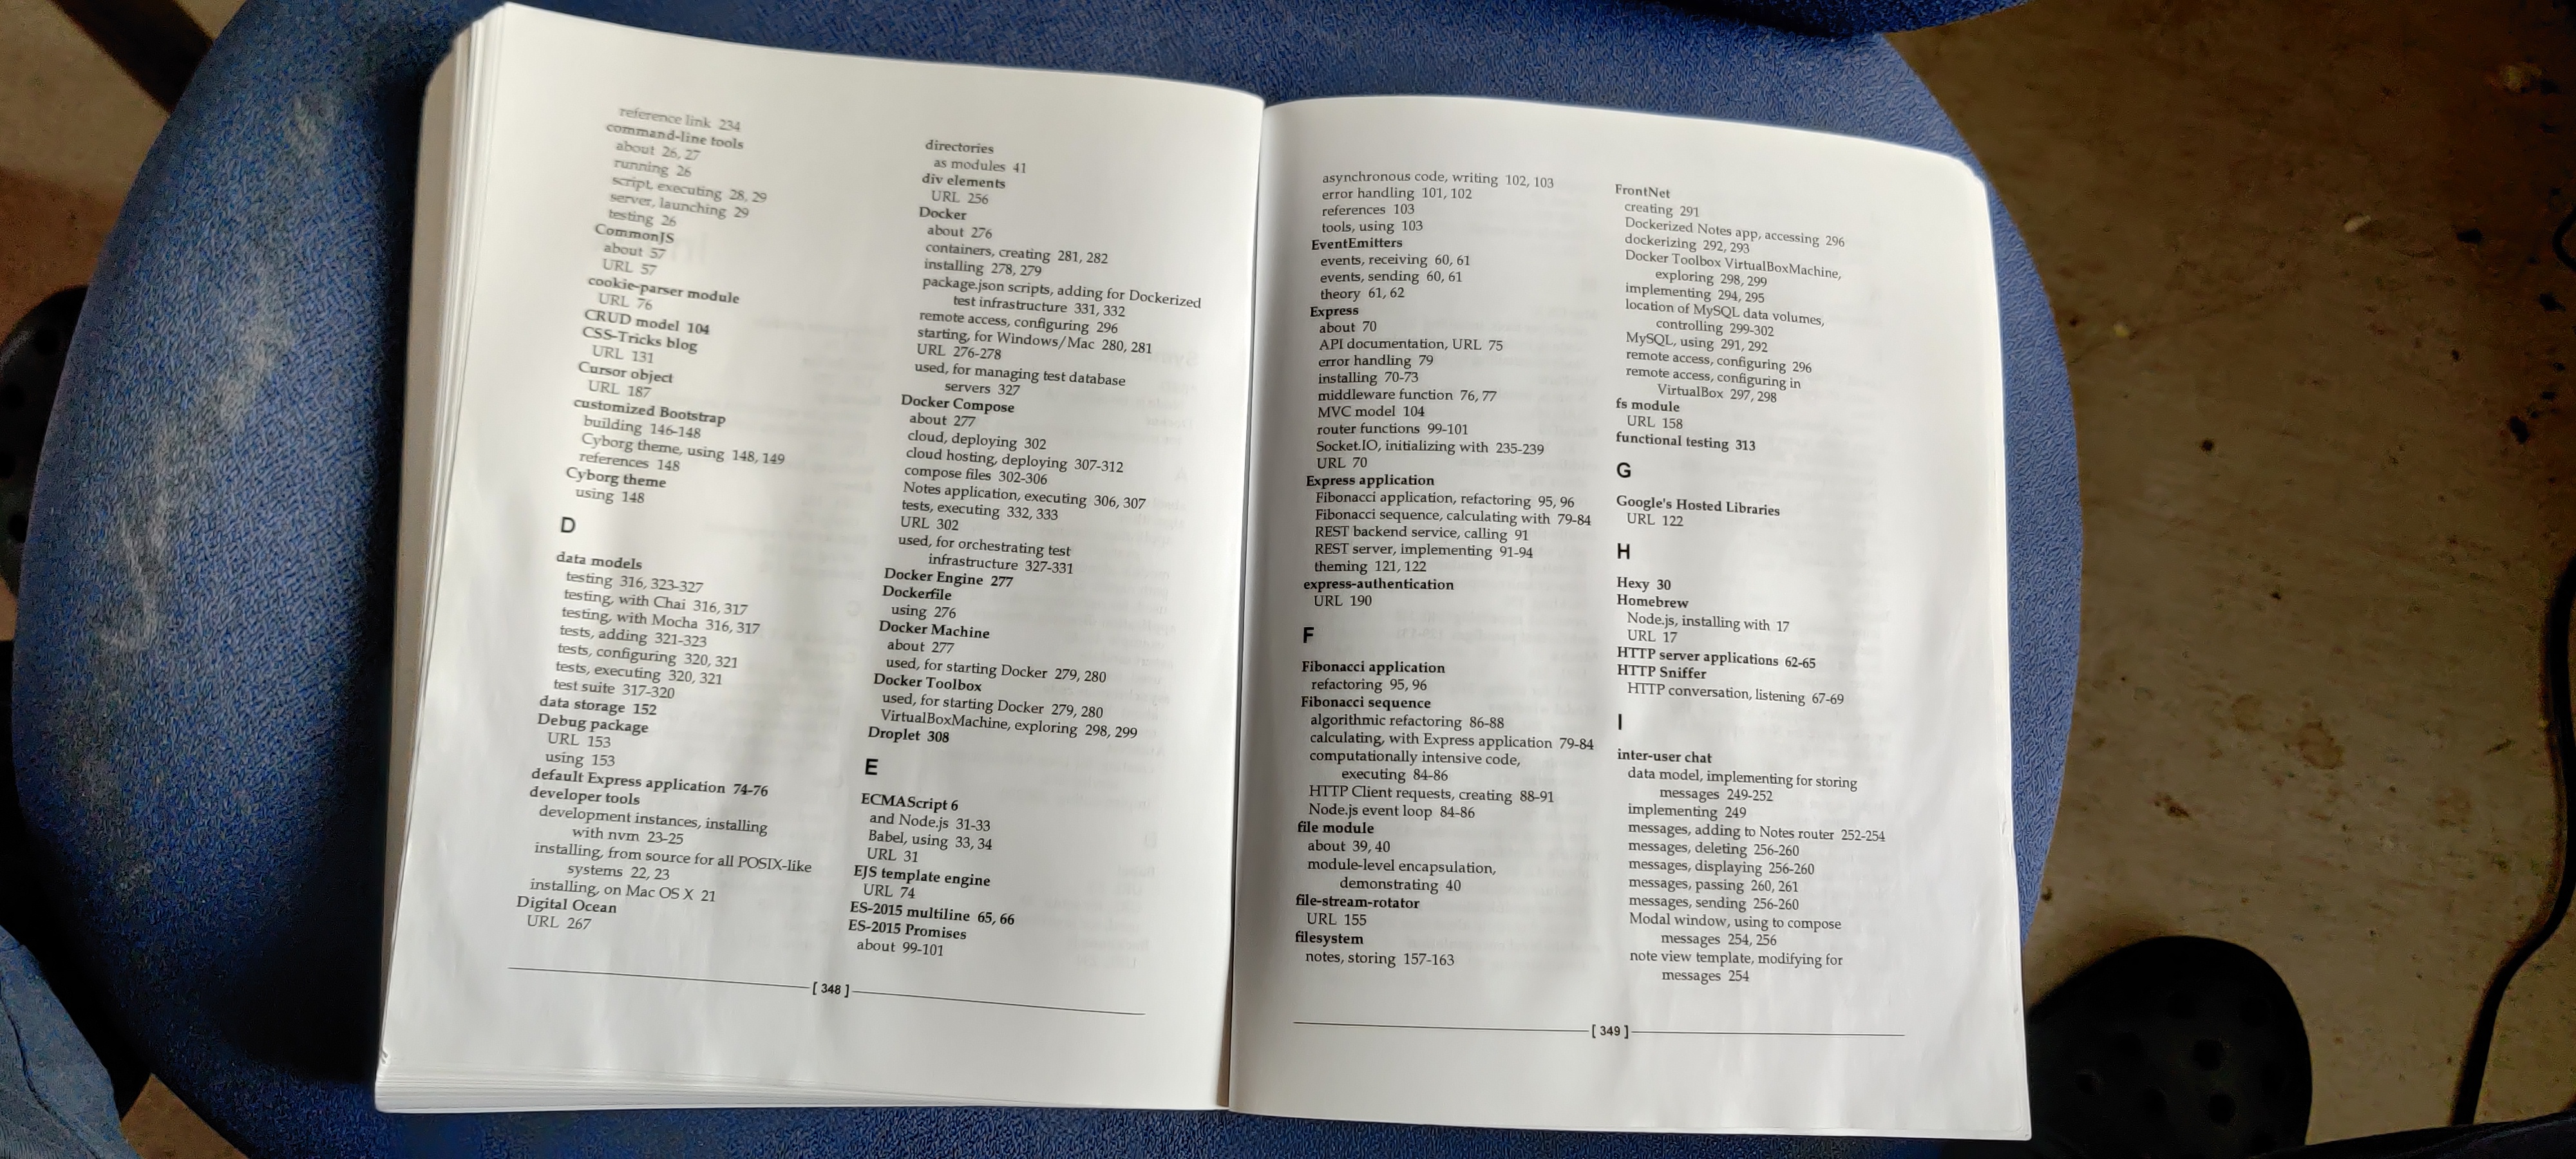 reference link 234
command-line tools
about 26, 27
running 26
script, executing 28, 29
server, launching 29
testing 26
CommonJS
about 57
URL 57
cookie-parser module
URL 76
CRUD model 104
CSS-Tricks blog
URL 131
Cursor object
URL 187
customized Bootstrap
building 146-148
Cyborg theme, using 148, 149
references 148
Cyborg theme
using 148
D
data models
testing 316, 323-327
testing, with Chai 316, 317
testing, with Mocha 316, 317
tests, adding 321-323
tests, configuring 320, 321
tests, executing 320, 321
test suite 317-320
data storage 152
Debug package
URL 153
using 153
default Express application 74-76
developer tools
development instances, installing
with nvm 23-25
installing, from source for all POSIX-like
systems 22, 23
installing, on Mac OS X 21
Digital Ocean
URL 267
directories
as modules 41
div elements
URL 256
Docker
about 276
containers, creating 281, 282
installing 278, 279
package.json scripts, adding for Dockerized
test infrastructure 331, 332
remote access, configuring 296
starting, for Windows/Mac 280, 281
URL 276-278
used, for managing test database
servers 327
Docker Compose
about 277
cloud, deploying 302
cloud hosting, deploying 307-312
compose files 302-306
Notes application, executing 306, 307
tests, executing 332, 333
URL 302
used, for orchestrating test
infrastructure 327-331
Docker Engine 277
Dockerfile
using 276
Docker Machine
about 277
used, for starting Docker 279, 280
Docker Toolbox
used, for starting Docker 279, 280
VirtualBoxMachine, exploring 298, 299
Droplet 308
E
ECMAScript 6
and Node.js 31-33
Babel, using 33, 34
URL 31
EJS template engine
URL 74
ES-2015 multiline 65, 66
ES-2015 Promises
about 99-101
[ 348 ]
asynchronous code, writing 102, 103
error handling 101, 102
references 103
tools, using 103
EventEmitters
events, receiving 60, 61
events, sending 60, 61
theory 61, 62
Express
about 70
API documentation, URL 75
error handling 79
installing 70-73
middleware function 76, 77
MVC model 104
router functions 99-101
Socket.IO, initializing with 235-239
URL 70
Express application
Fibonacci application, refactoring 95, 96
Fibonacci sequence, calculating with 79-84
REST backend service, calling 91
REST server, implementing 91-94
theming 121, 122
express-authentication
URL 190
F
Fibonacci application
refactoring 95, 96
Fibonacci sequence
algorithmic refactoring 86-88
calculating, with Express application 79-84
computationally intensive code,
executing 84-86
HTTP Client requests, creating 88-91
Node.js event loop 84-86
file module
about 39, 40
module-level encapsulation,
demonstrating 40
file-stream-rotator
URL 155
filesystem
notes, storing 157-163
FrontNet
creating 291
Dockerized Notes app, accessing 296
dockerizing 292, 293
Docker Toolbox VirtualBoxMachine,
exploring 298, 299
implementing 294, 295
location of MySQL data volumes,
controlling 299-302
MySQL, using 291, 292
remote access, configuring 296
remote access, configuring in
VirtualBox 297, 298
fs module
URL 158
functional testing 313
G
Google's Hosted Libraries
URL 122
H
Hexy 30
Homebrew
Node.js, installing with 17
URL 17
HTTP server applications 62-65
HTTP Sniffer
HTTP conversation, listening 67-69
I
inter-user chat
data model, implementing for storing
messages 249-252
implementing 249
messages, adding to Notes router 252-254
messages, deleting 256-260
messages, displaying 256-260
messages, passing 260, 261
messages, sending 256-260
Modal window, using to compose
messages 254, 256
note view template, modifying for
messages 254
[ 349 ]